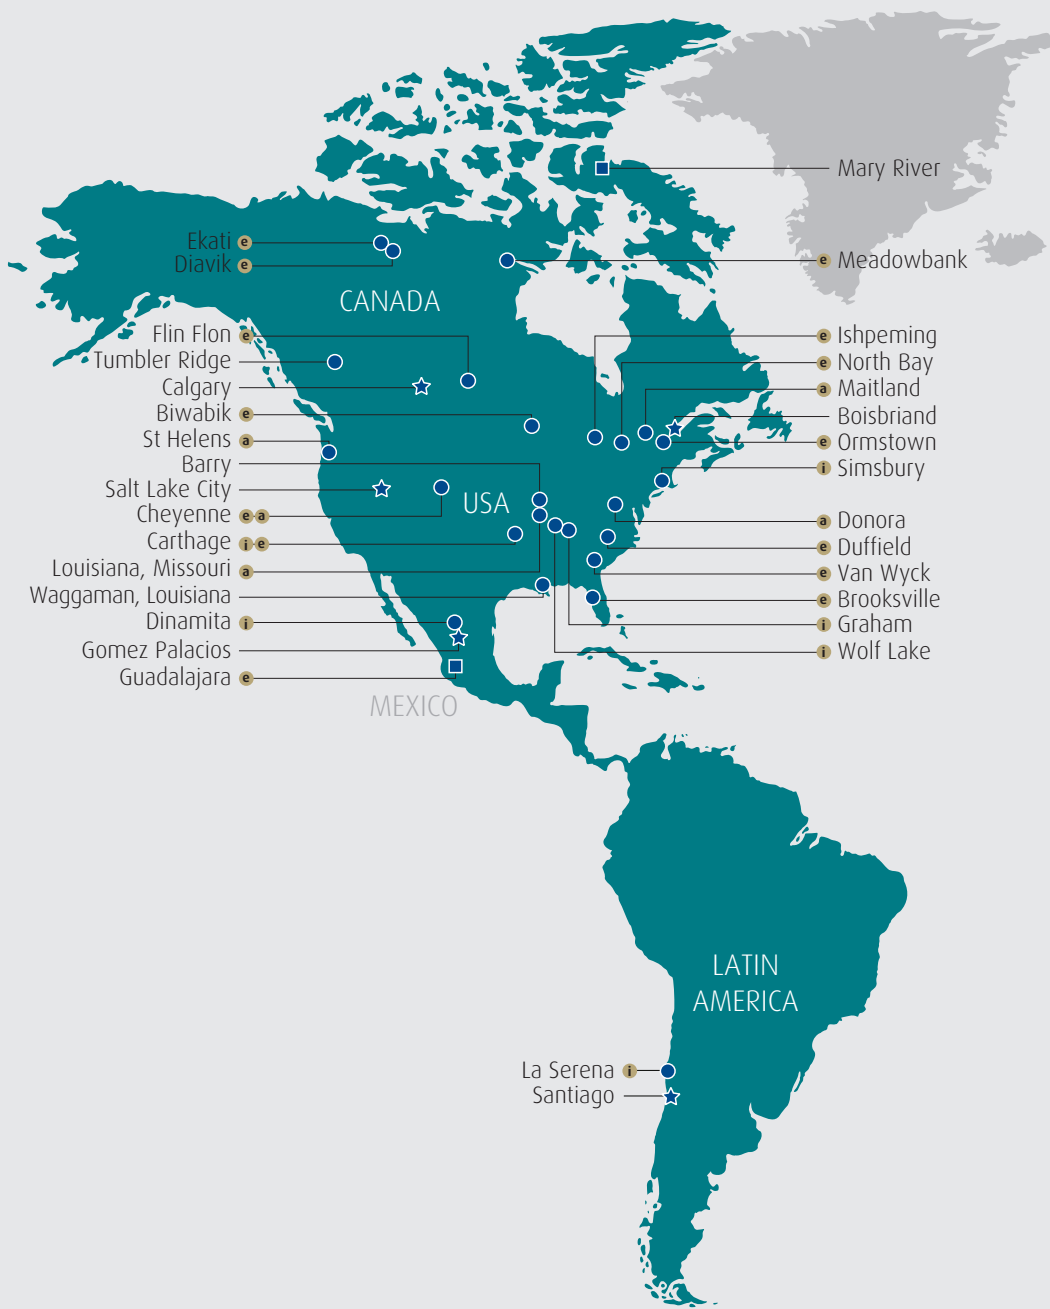 Mary River
Ekati e
Diavik e
e Meadowbank
CANADA
Flin Flon e
Tumbler Ridge
Calgary
Biwabik e
St Helens a
Barry
Salt Lake City
Cheyenne e a
Carthage i e
Louisiana, Missouri a
Waggaman, Louisiana
Dinamita i
Gomez Palacios
Guadalajara e
e Ishpeming
e North Bay
a Maitland
Boisbriand
e Ormstown
i Simsbury
USA
a Donora
e Duffield
e Van Wyck
e Brooksville
i Graham
i Wolf Lake
MEXICO
LATIN
AMERICA
La Serena i
Santiago